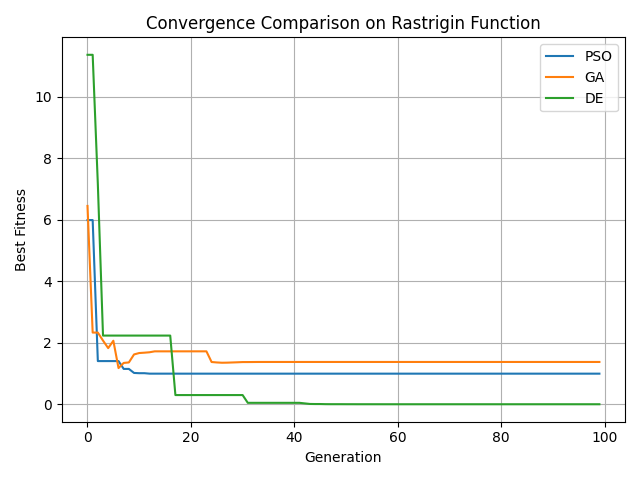 Convergence Comparison on Rastrigin Function
PSO
GA
DE
10
8
6
4
2
0
Best Fitness
0 20 40 60 80 100
Generation